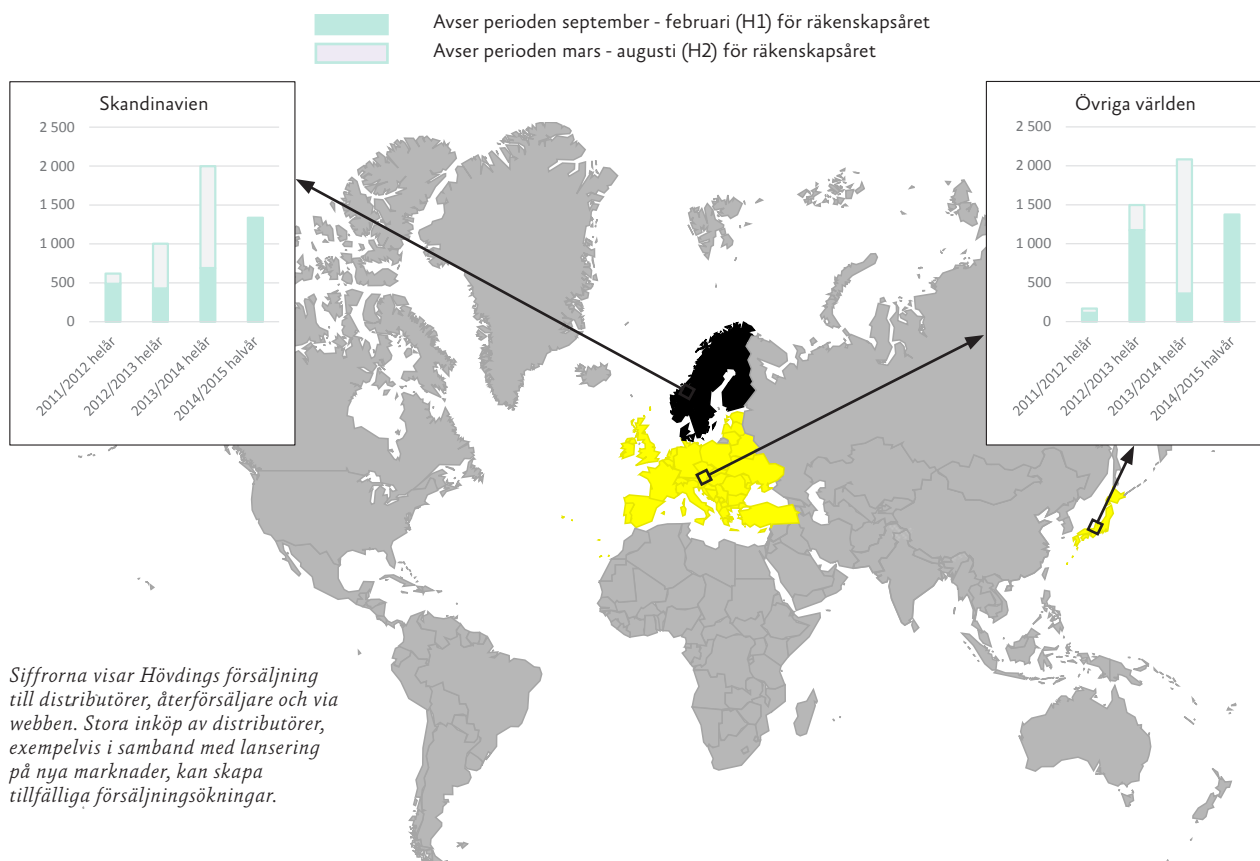 Avser perioden september - februari (H1) för räkenskapsåret
Avser perioden mars - augusti (H2) för räkenskapsåret
Skandinavien
2 500
2 000
1 500
1 000
500
0
2011/2012 helår
2012/2013 helår
2013/2014 helår
2014/2015 halvår
Övriga världen
2 500
2 000
1 500
1 000
500
0
2011/2012 helår
2012/2013 helår
2013/2014 helår
2014/2015 halvår
Siffrorna visar Hövdings försäljning
till distributörer, återförsäljare och via
webben. Stora inköp av distributörer,
exempelvis i samband med lansering
på nya marknader, kan skapa
tillfälliga försäljningsökningar.